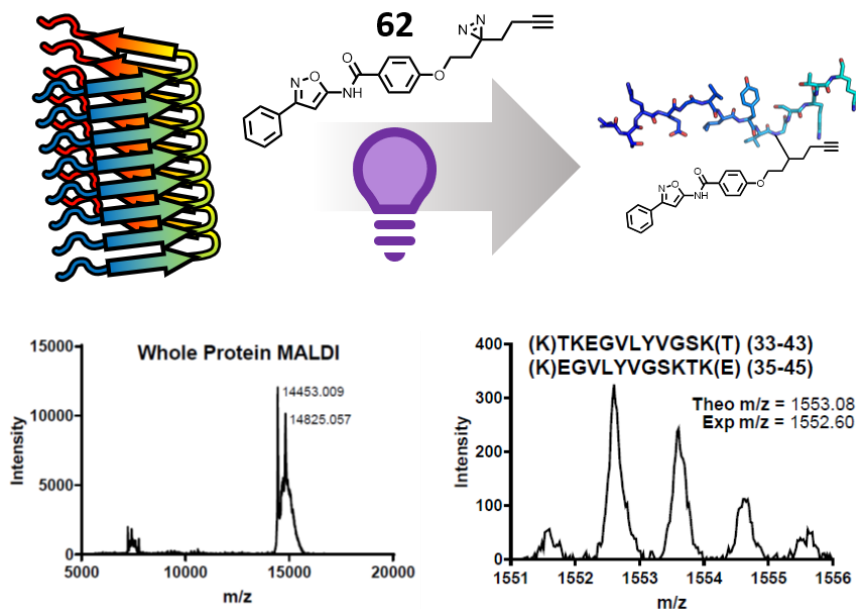 62
N=N
O
O
N
O
NH
O
O
N
O
NH
Whole Protein MALDI
15000
10000
5000
0
Intensity
14453.009
14825.057
5000
10000
15000
20000
m/z
(K)TKEGVLYVGSK(T) (33-43)
(K)EGVLYVGSKTK(E) (35-45)
Theo m/z = 1553.08
Exp m/z = 1552.60
400
300
200
100
0
Intensity
1551
1552
1553
1554
1555
1556
m/z